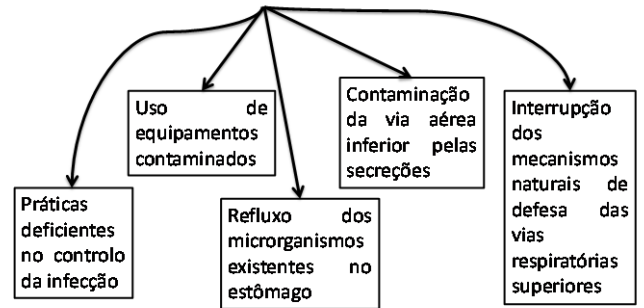 Uso de
equipamentos
contaminados
Contaminação
da via aérea
inferior pelas
secreções
Interrupção
dos
mecanismos
naturais de
defesa das
vias
respiratórias
superiores
Práticas
deficientes
no controlo
da infecção
Refluxo dos
microrganismos
existentes no
estômago